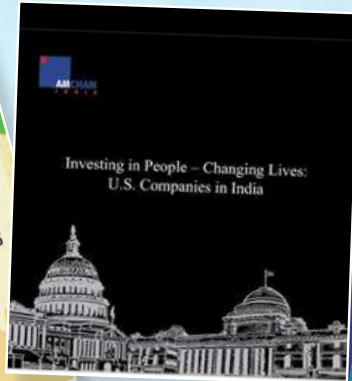 AMCHAM
INDIA
Investing in People – Changing Lives:
U.S. Companies in India